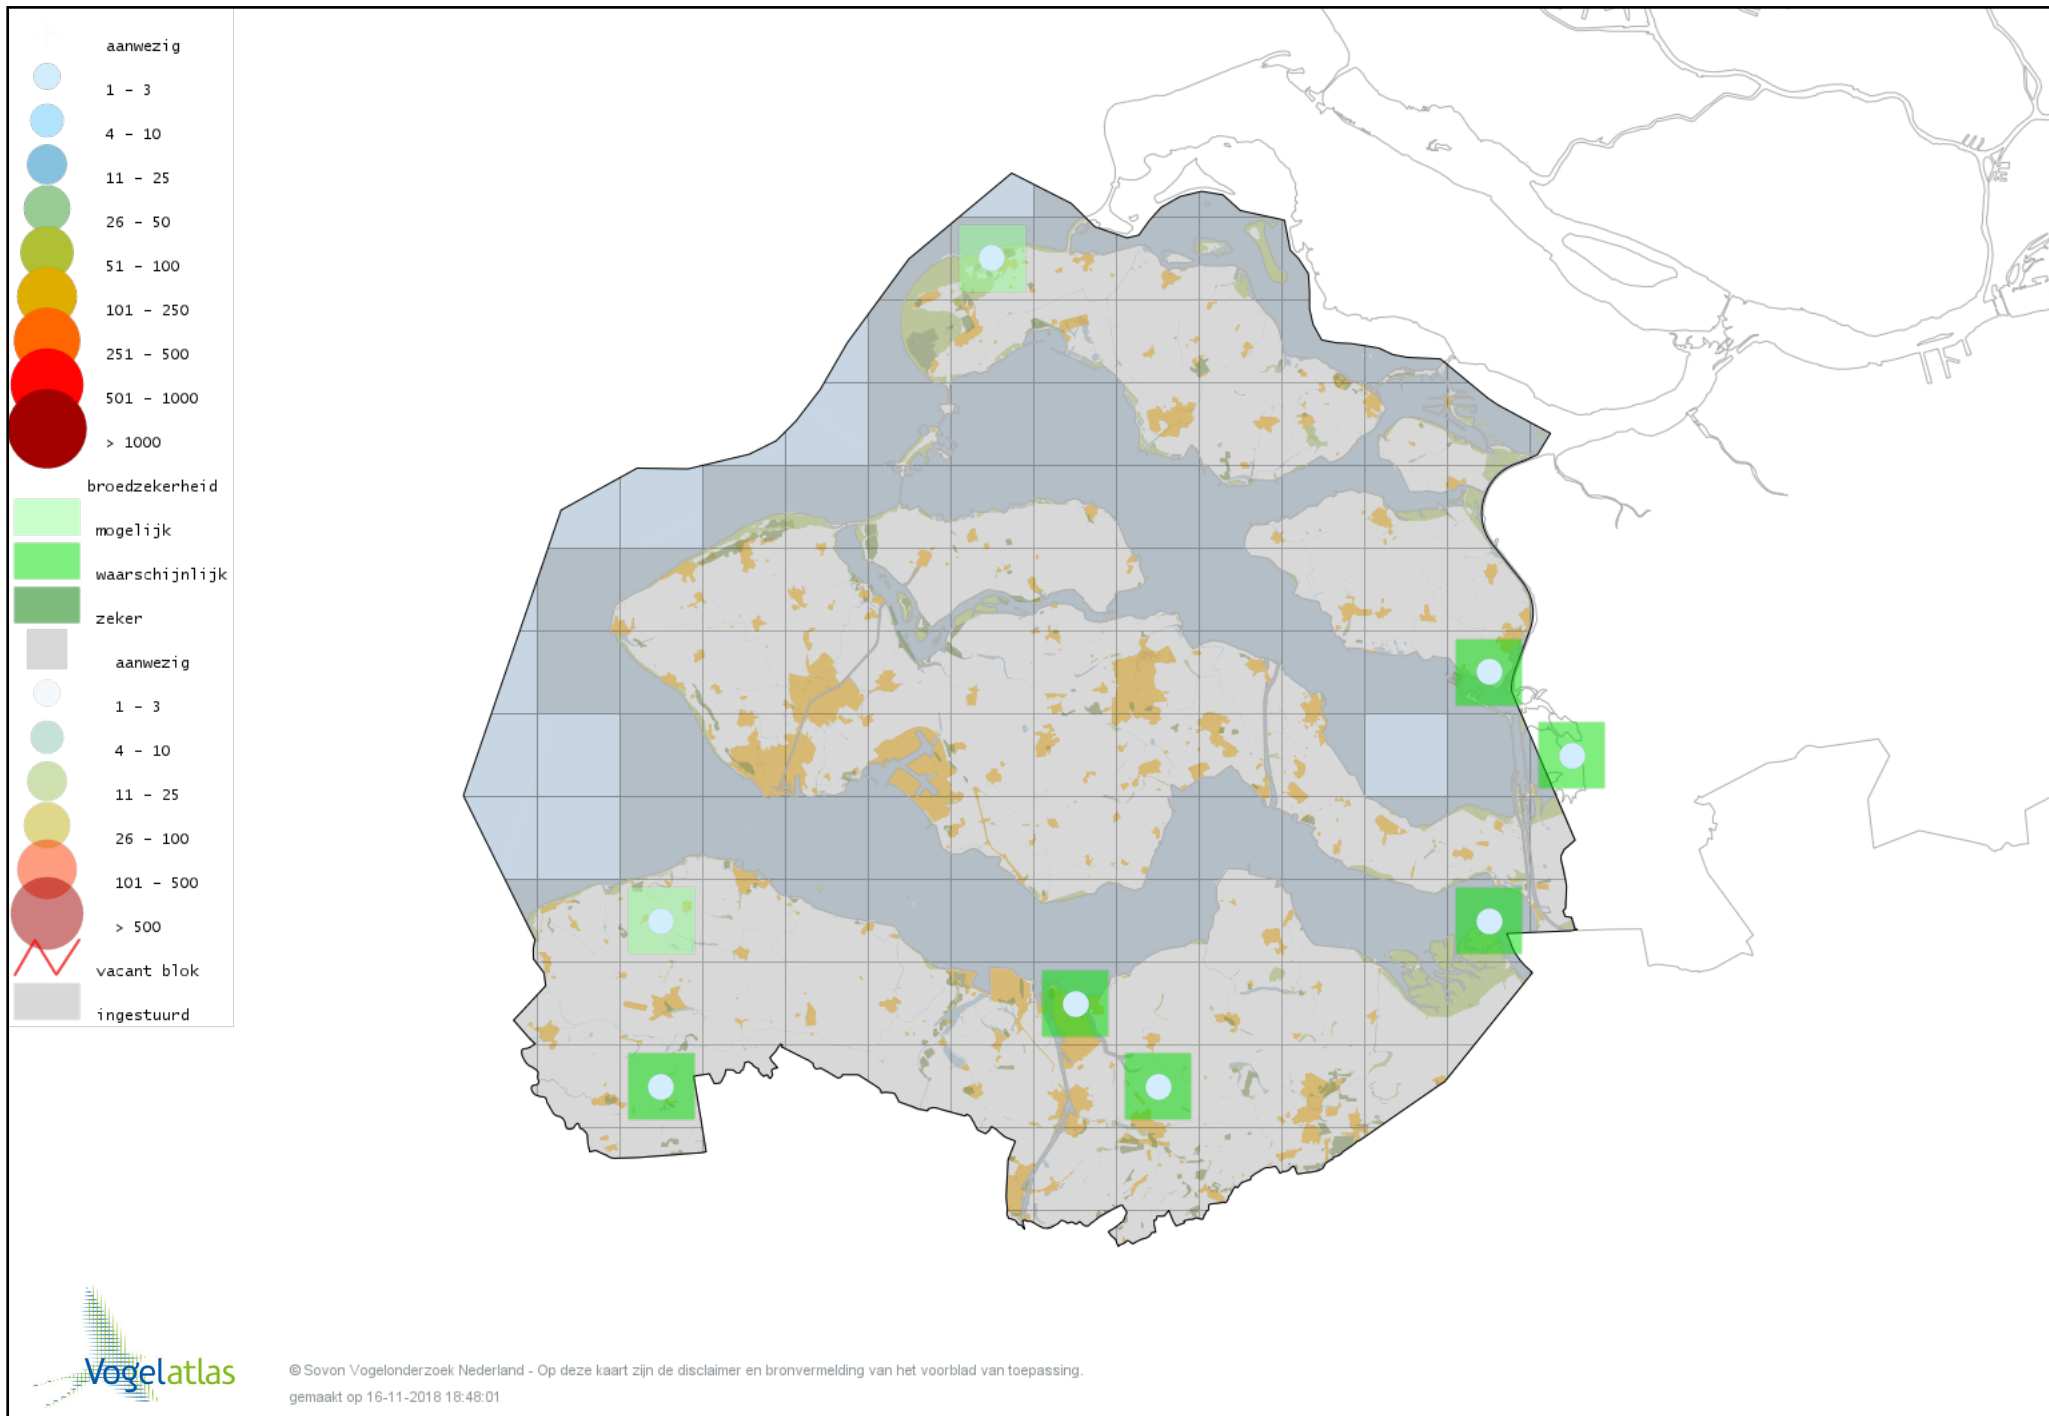 aanwezig
1 - 3
4 - 10
11 - 25
26 - 50
51 - 100
101 - 250
251 - 500
501 - 1000
> 1000
broedzekerheid
mogelijk
waarschijnlijk
zeker
aanwezig
1 - 3
4 - 10
11 - 25
26 - 100
101 - 500
> 500
vacant blok
ingestuurd
Vogelatlas
© Sovon Vogelonderzoek Nederland - Op deze kaart zijn de disclaimer en bronvermelding van het voorblad van toepassing.
gemaakt op 16-11-2018 18:48:01